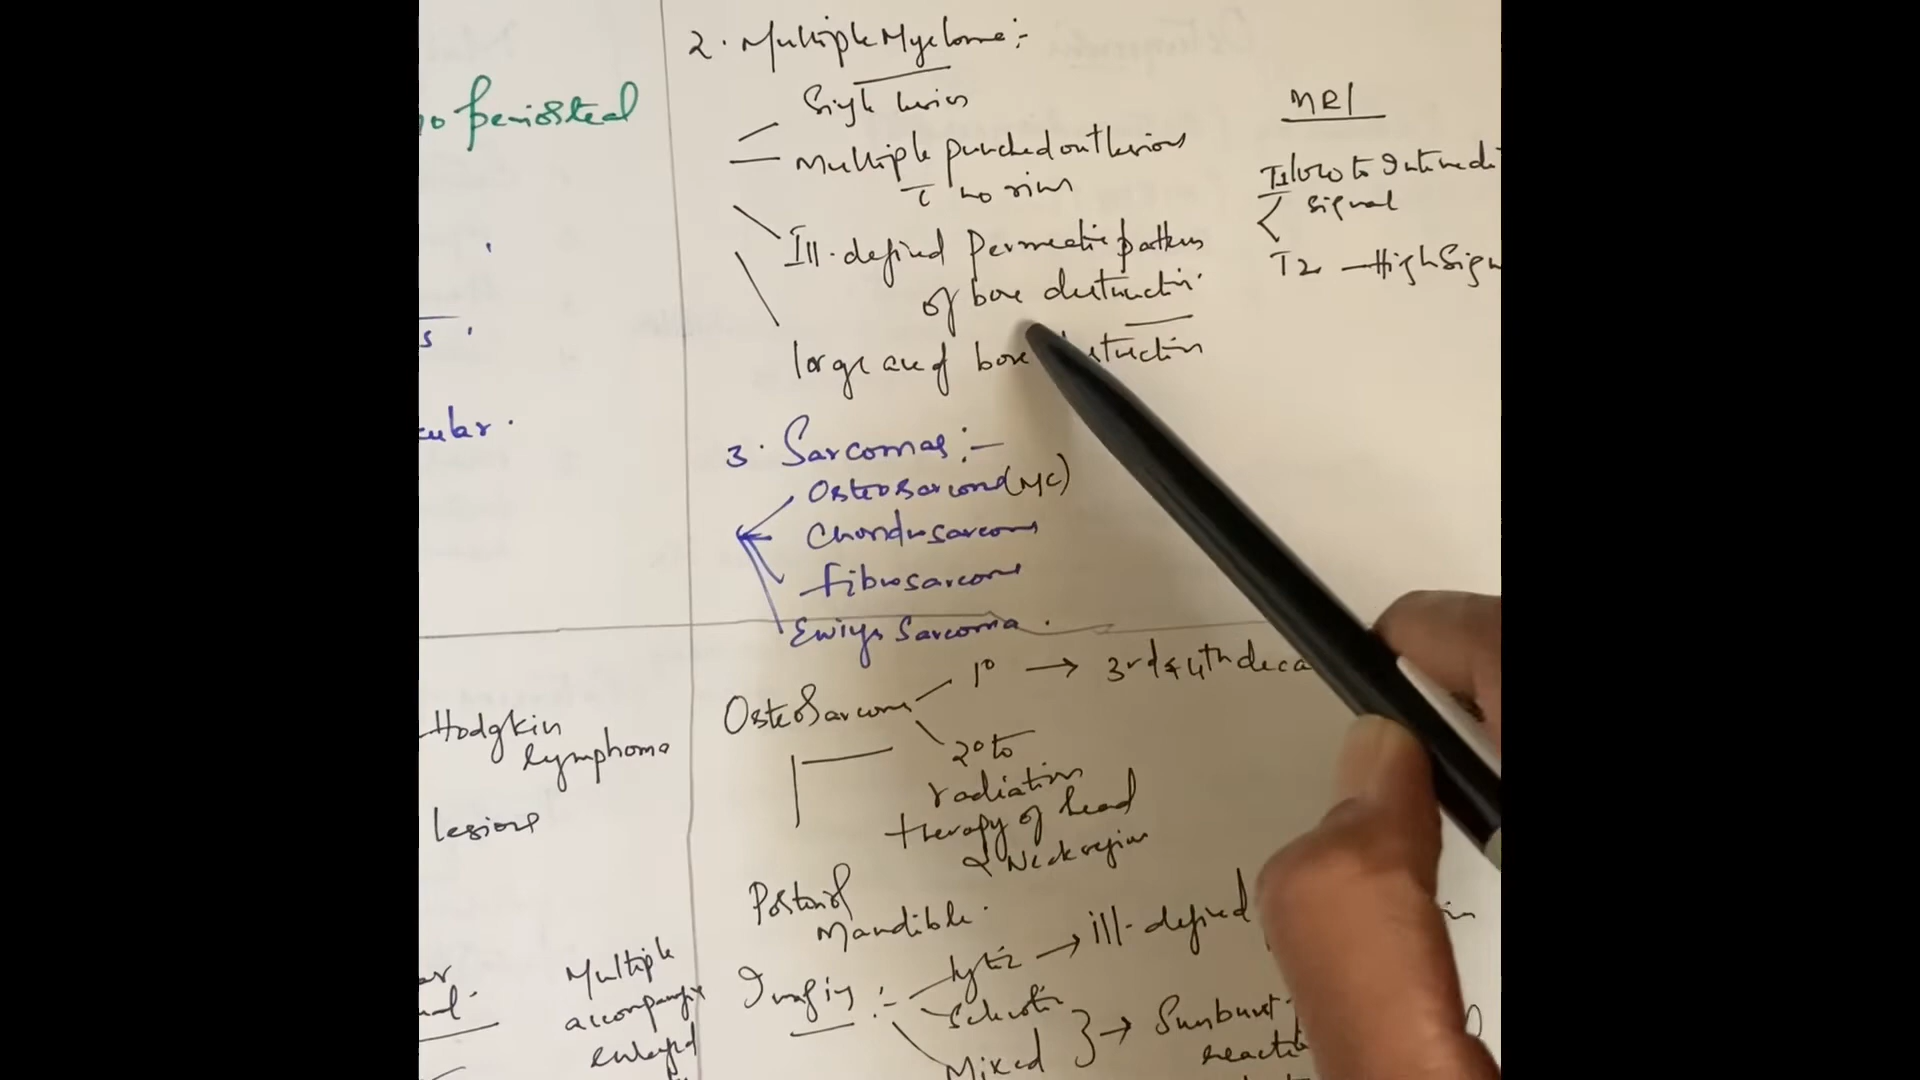 2. Multiple Myeloma:-
Single lesion
Multiple punched out lesions
c̄ no rim
Ill-defined permeative pattern
of bone destruction
large area of bone destruction
MRI
T1 low to Intermedi
signal
T2 - High Sign
no periosteal
s
cular.
3. Sarcomas:-
Osteosarcoma (MC)
Chondrosarcoma
fibrosarcoma
Ewings Sarcoma.
Hodgkin
lymphoma
lesions
Osteosarcoma
1° → 3rd & 4th deca
2° to
radiation
therapy of head
& Neck region
Posterior
Mandible.
Multiple
accompanying
enlarged
Imaging :-
lytic → ill-defined
Sclerotic
Mixed } → Sunburst
reacti